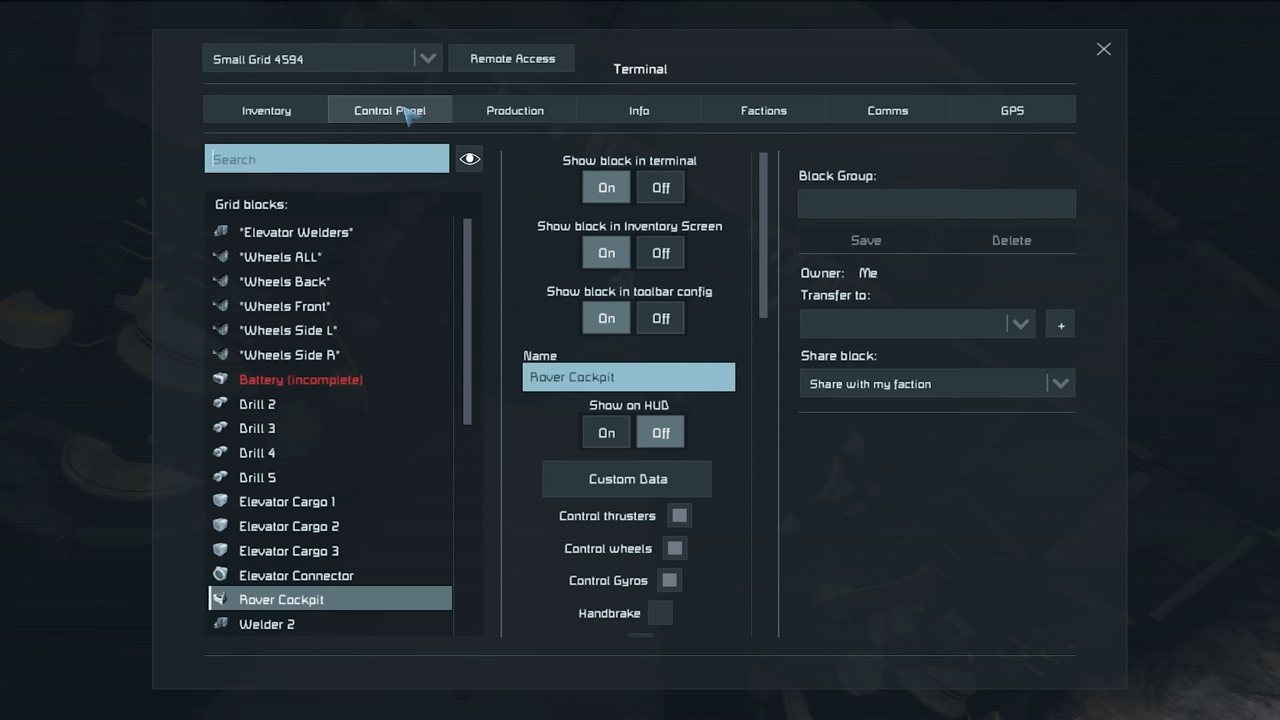 Small Grid 4594
Remote Access
Terminal
Inventory
Control Panel
Production
Info
Factions
Comms
GPS
Search
Grid blocks:
*Elevator Welders*
*Wheels ALL*
*Wheels Back*
*Wheels Front*
*Wheels Side L*
*Wheels Side R*
Battery (incomplete)
Drill 2
Drill 3
Drill 4
Drill 5
Elevator Cargo 1
Elevator Cargo 2
Elevator Cargo 3
Elevator Connector
Rover Cockpit
Welder 2
Show block in terminal
On Off
Show block in Inventory Screen
On Off
Show block in toolbar config
On Off
Name
Rover Cockpit
Show on HUD
On Off
Custom Data
Control thrusters
Control wheels
Control Gyros
Handbrake
Block Group:
Save Delete
Owner: Me
Transfer to:
+
Share block:
Share with my faction